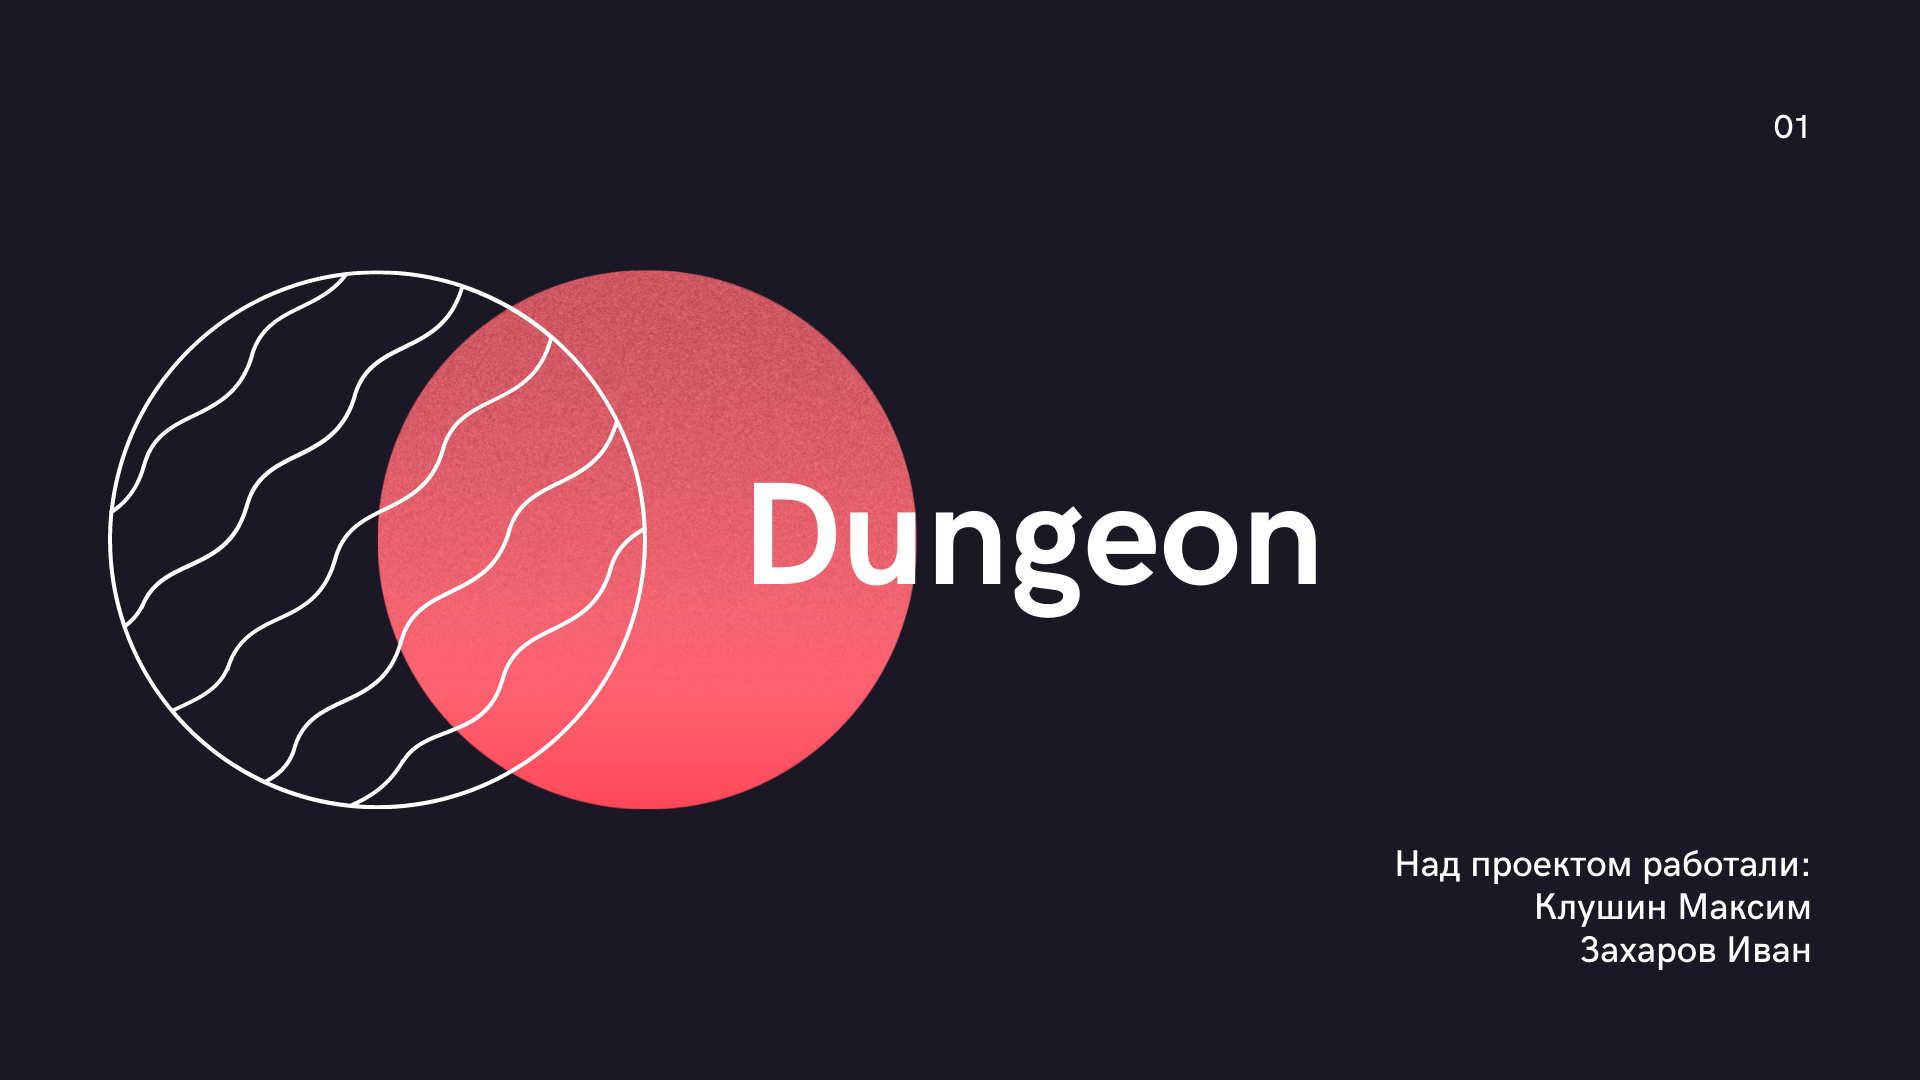 01
Dungeon
Над проектом работали:
Клушин Максим
Захаров Иван